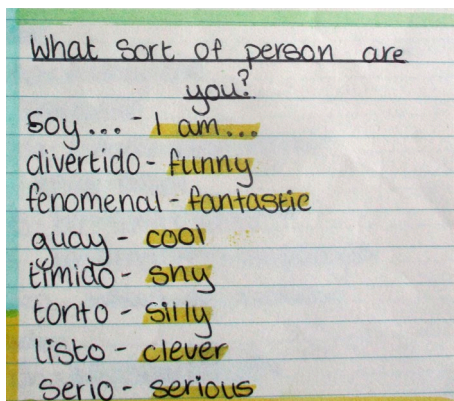 What sort of person are
you?
soy... - I am...
divertido - funny
fenomenal - fantastic
guay - cool
tímido - shy
tonto - silly
listo - clever
serio - serious